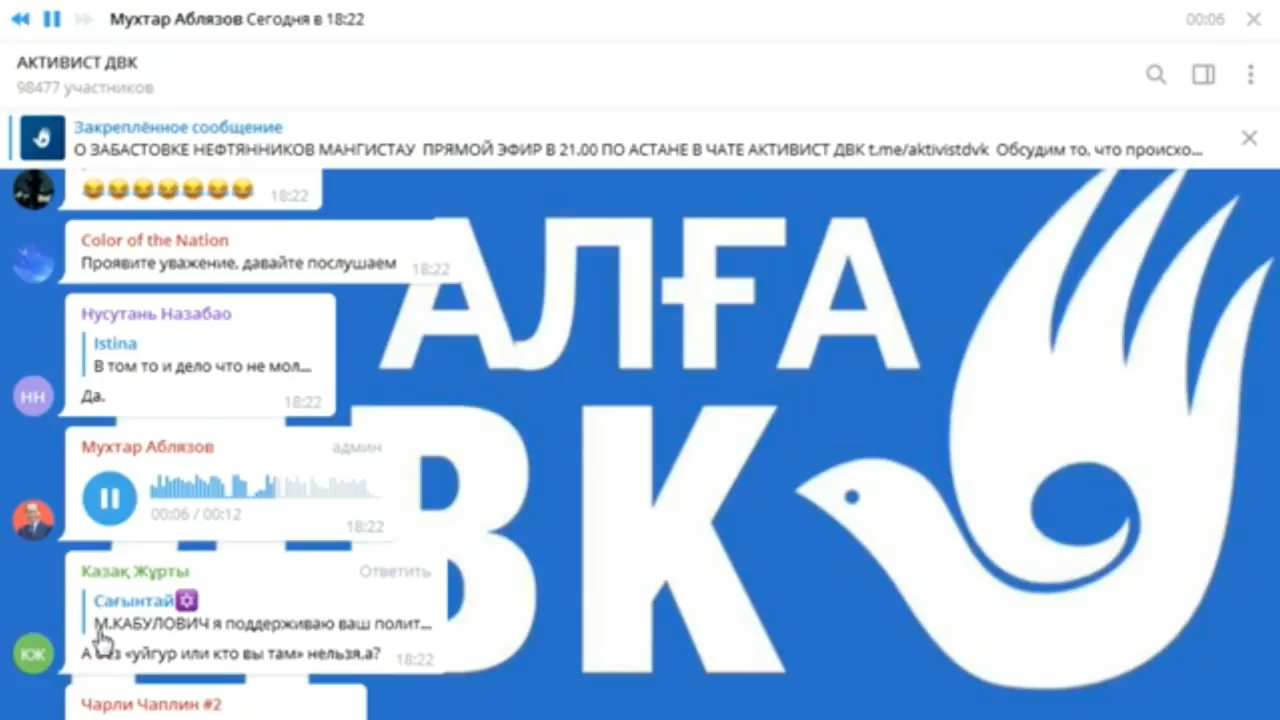 Мухтар Аблязов Сегодня в 18:22
00:06
АКТИВИСТ ДВК
98477 участников
Закреплённое сообщение
О ЗАБАСТОВКЕ НЕФТЯННИКОВ МАНГИСТАУ ПРЯМОЙ ЭФИР В 21.00 ПО АСТАНЕ В ЧАТЕ АКТИВИСТ ДВК t.me/aktivistdvk Обсудим то, что происхо...
😂😂😂😂😂😂😂 18:22
Color of the Nation
Проявите уважение, давайте послушаем 18:22
Нусутань Назабао
Istina
В том то и дело что не мол...
НН
Да. 18:22
Мухтар Аблязов админ
00:06 / 00:12
18:22
Казақ Жұрты Ответить
Сағынтай🔯
М.КАБУЛОВИЧ я поддерживаю ваш полит...
ЮК
А «уйгур или кто вы там» нельзя.а? 18:22
Чарли Чаплин #2
АЛҒА
ВК